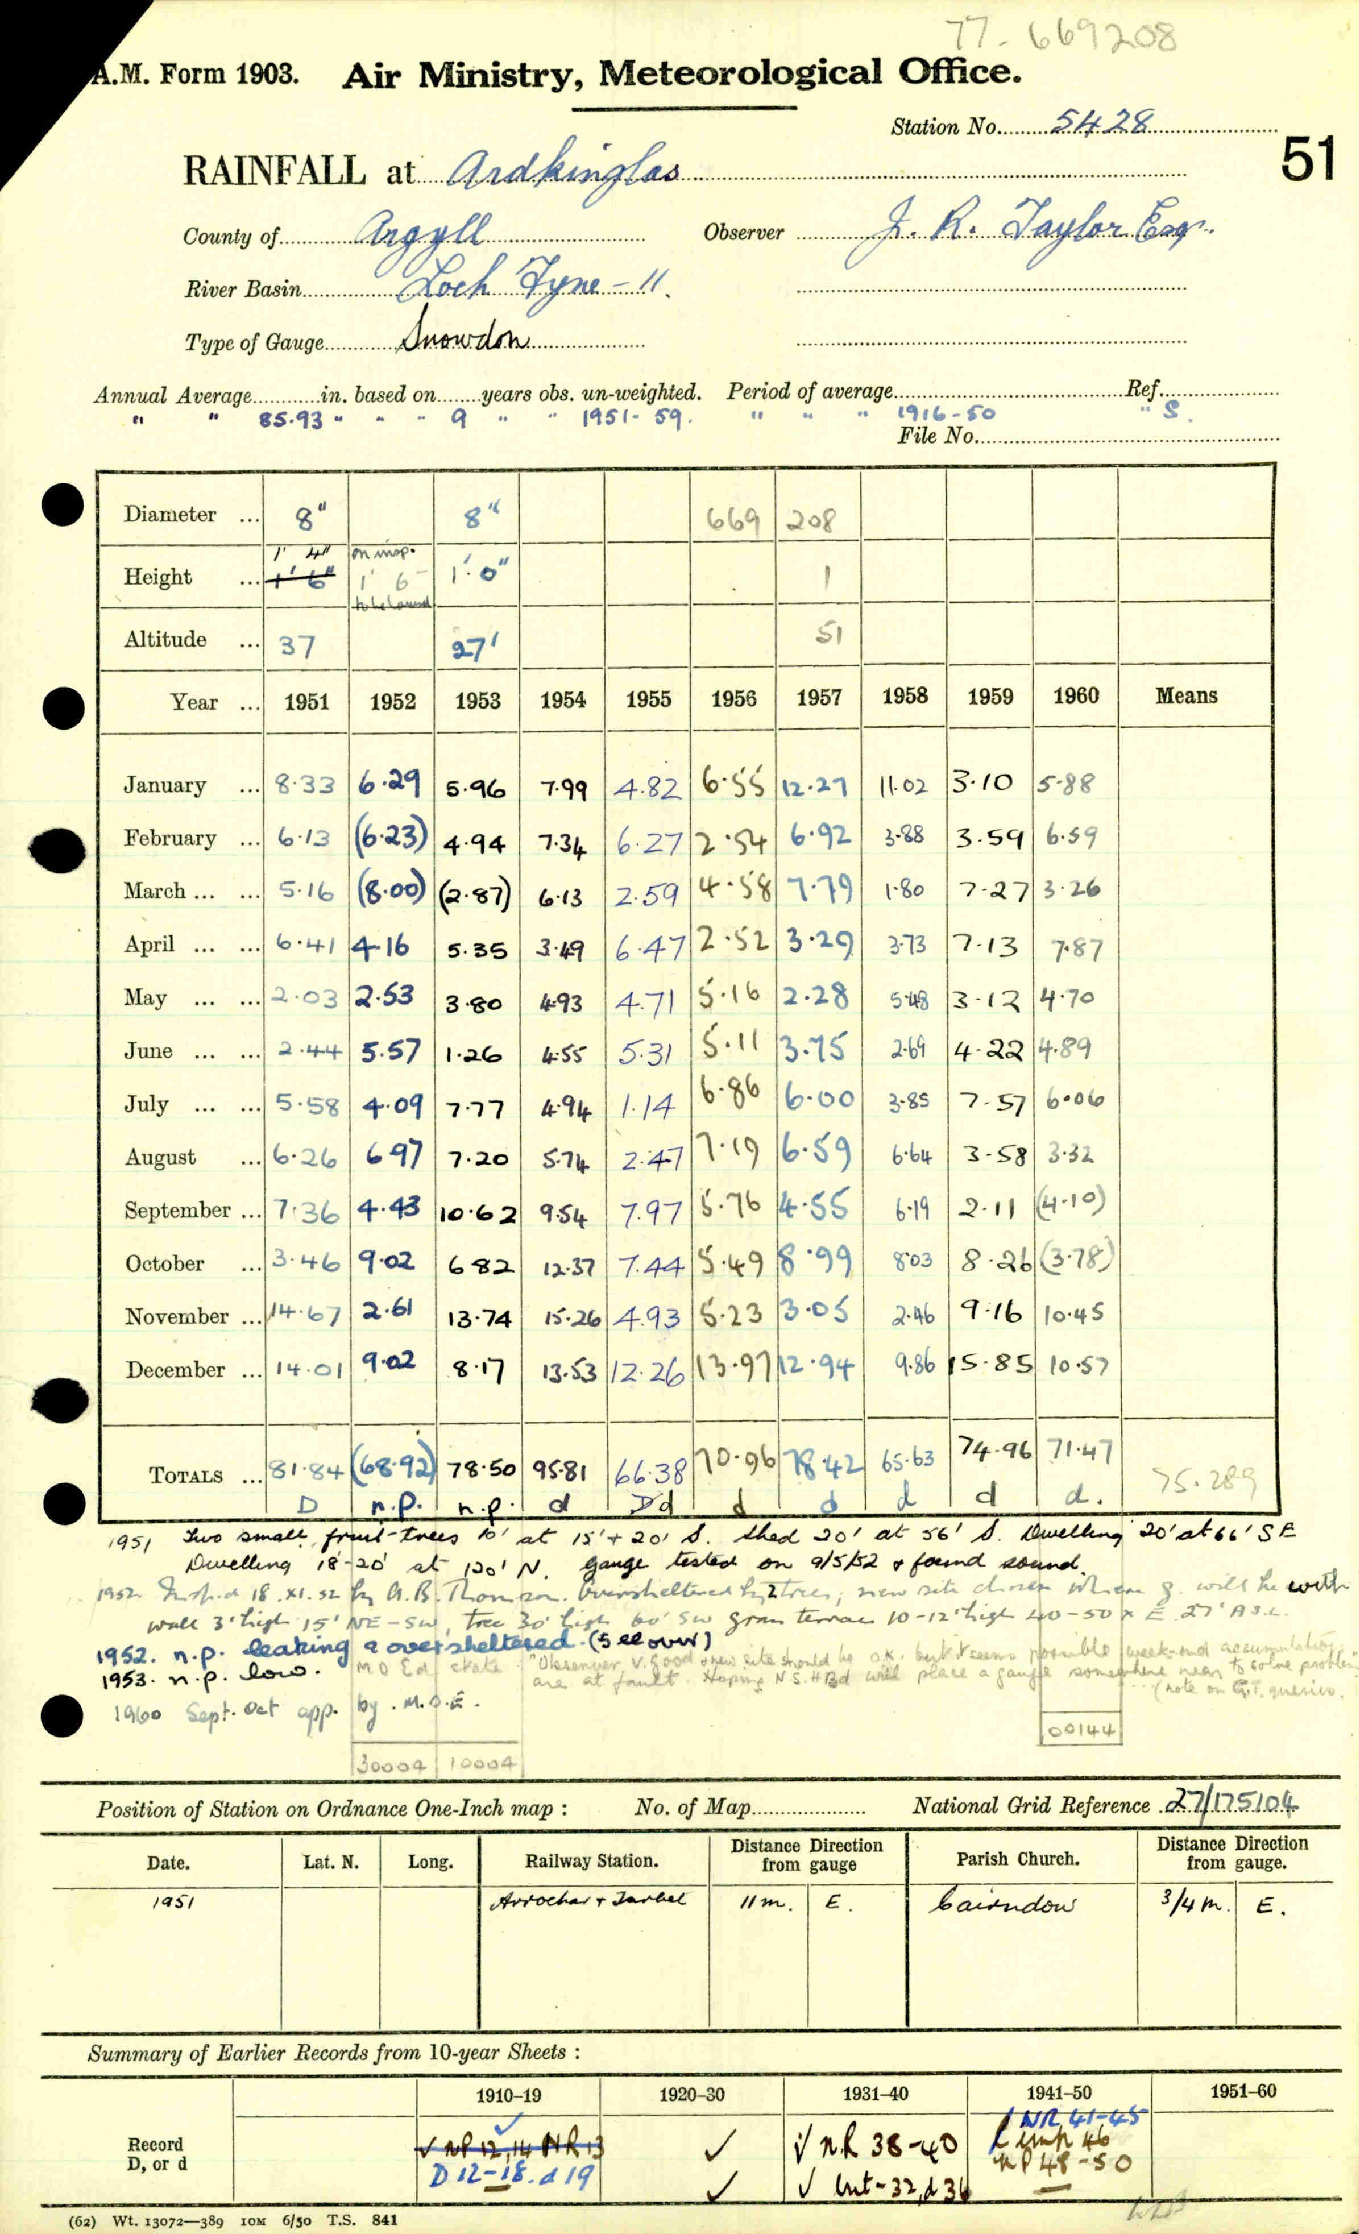 77-669208
A.M. Form 1903. Air Ministry, Meteorological Office.
Station No. 5428
51
RAINFALL at Ardkinglas
County of Argyll Observer J. R. Taylor Esq.
River Basin Loch Fyne - 11.
Type of Gauge Snowdon
Annual Average in. based on years obs. un-weighted. Period of average Ref.
" " 85.93 " " " 9 " " 1951-59. " " " 1916-50 " S.
File No.
Diameter ... 8" 8" 669 208
Height ... 1' 4" 1' 6" on insp. 1' 6" 1'·0" 1
Altitude ... 37 27' 51
Year ... 1951 1952 1953 1954 1955 1956 1957 1958 1959 1960 Means
January ... 8.33 6.29 5.96 7.99 4.82 6.55 12.27 11.02 3.10 5.88
February ... 6.13 (6.23) 4.94 7.34 6.27 2.54 6.92 3.88 3.59 6.59
March ... ... 5.16 (8.00) (2.87) 6.13 2.59 4.58 7.79 1.80 7.27 3.26
April ... ... 6.41 4.16 5.35 3.49 6.47 2.52 3.29 3.73 7.13 7.87
May ... ... 2.03 2.53 3.80 4.93 4.71 5.16 2.28 5.48 3.12 4.70
June ... ... 2.44 5.57 1.26 4.55 5.31 5.11 3.75 2.69 4.22 4.89
July ... ... 5.58 4.09 7.77 4.94 1.14 6.86 6.00 3.85 7.57 6.06
August ... 6.26 6.97 7.20 5.74 2.47 7.19 6.59 6.64 3.58 3.32
September ... 7.36 4.43 10.62 9.54 7.97 5.76 4.55 6.19 2.11 (4.10)
October ... 3.46 9.02 6.82 12.37 7.44 5.49 8.99 8.03 8.26 (3.78)
November ... 14.67 2.61 13.74 15.26 4.93 5.23 3.05 2.46 9.16 10.45
December ... 14.01 9.02 8.17 13.53 12.26 13.97 12.94 9.86 15.85 10.57
TOTALS ... 81.84 (68.92) 78.50 95.81 66.38 70.96 78.42 65.63 74.96 71.47 75.289
D n.p. n.p. d Dd d d d d d.
1951 Two small fruit-trees 10' at 15' + 20' S. Shed 20' at 56' S. Dwelling 20' at 66' SE
Dwelling 18'-20' at 120' N. Gauge tested on 9/5/52 & found sound.
1952. Inspd 18.XI.52 by A.B. Thomson. Oversheltered by 2 trees, new site chosen where g. will be with
wall 3' high 15' NE-SW, tree 30' high 60' SW grass terrace 10-12' high 40-50 x E 27' A.S.L.
1952. n.p. leaking & oversheltered. (See over)
1953. n.p. low. M O Ed state "Observer v. good & new site should be O.K. but it seems possible week-end accumulations
are at fault. Hoping N.S.H.Bd will place a gauge somewhere near to solve problem"
(note on G.T. queries.
1960 Sept. Oct app. by M.O.E.
00144
30004 10004
Position of Station on Ordnance One-Inch map : No. of Map National Grid Reference 27/175104
Date. Lat. N. Long. Railway Station. Distance Direction from gauge Parish Church. Distance Direction from gauge.
1951 Arrochar & Tarbet 11 m. E. Cairndow 3/4 m. E.
Summary of Earlier Records from 10-year Sheets :
1910–19 1920–30 1931–40 1941–50 1951–60
Record
D, or d
✓ NP 12, 14 NR 13
D 12-18. d 19
✓
✓
✓ n.R 38-40
✓ Int-32, d 36
NR 41-45
46
NP 48-50
(62) Wt. 13072—389 10M 6/50 T.S. 841